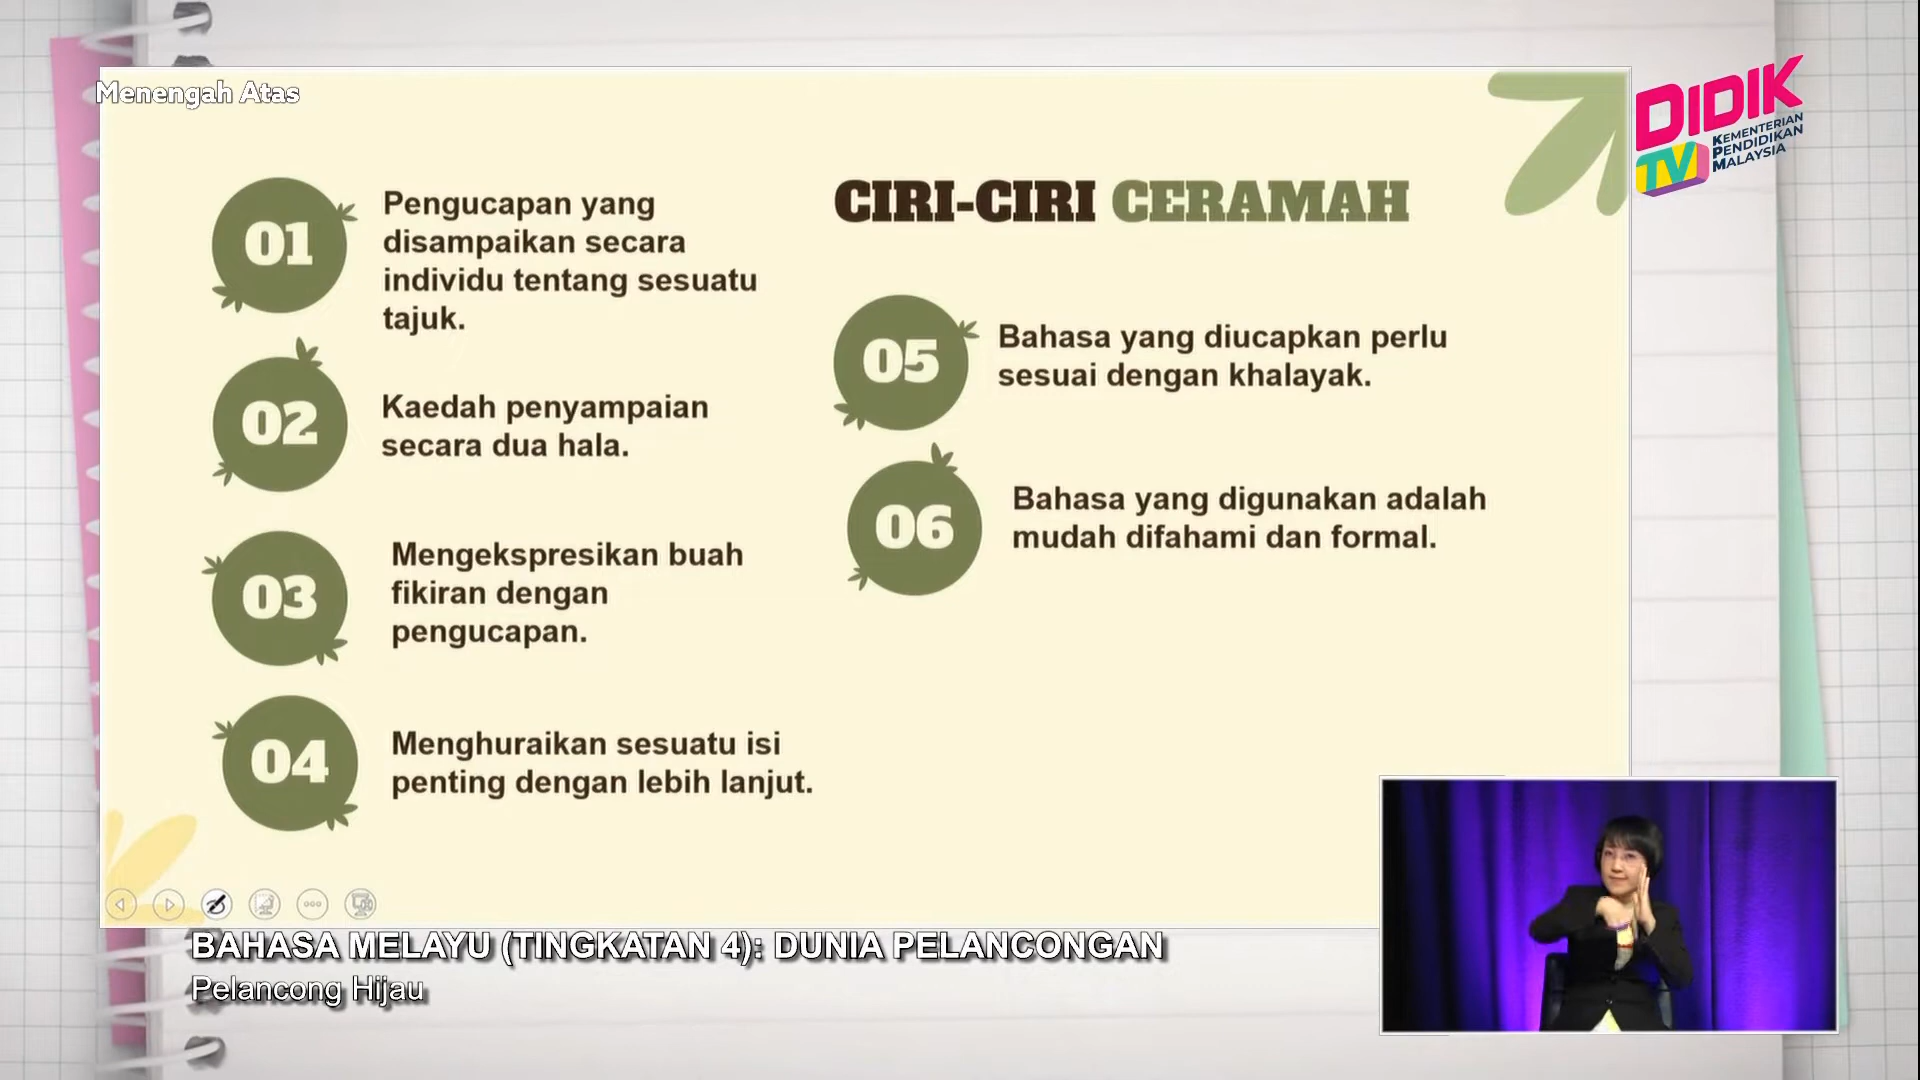 Menengah Atas
DIDIK
TV
KEMENTERIAN
PENDIDIKAN
MALAYSIA
CIRI-CIRI CERAMAH
01
Pengucapan yang
disampaikan secara
individu tentang sesuatu
tajuk.
02
Kaedah penyampaian
secara dua hala.
03
Mengekspresikan buah
fikiran dengan
pengucapan.
04
Menghuraikan sesuatu isi
penting dengan lebih lanjut.
05
Bahasa yang diucapkan perlu
sesuai dengan khalayak.
06
Bahasa yang digunakan adalah
mudah difahami dan formal.
BAHASA MELAYU (TINGKATAN 4): DUNIA PELANCONGAN
Pelancong Hijau